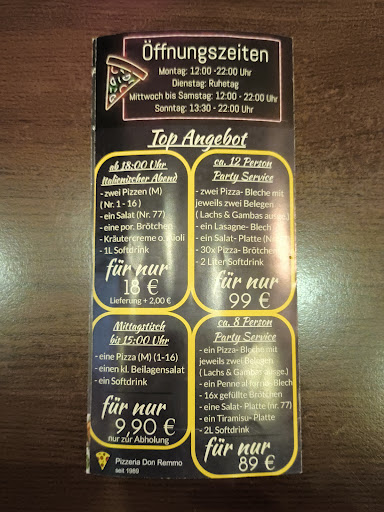 Öffnungszeiten
Montag: 12:00 -22:00 Uhr
Dienstag: Ruhetag
Mittwoch bis Samstag: 12:00 - 22:00 Uhr
Sonntag: 13:30 - 22:00 Uhr
Top Angebot
ab 18:00 Uhr
Italienischer Abend
- zwei Pizzen (M)
( Nr. 1 - 16 )
- ein Salat (Nr. 77)
- eine por. Brötchen
- Kräutercreme o. Aioli
- 1L Softdrink
für nur
18 €
Lieferung + 2,00 €
ca. 12 Person
Party Service
- zwei Pizza- Bleche mit
jeweils zwei Belegen
( Lachs & Gambas ausge.)
- ein Lasagne- Blech
- ein Salat- Platte
- 30x Pizza- Brötchen
- 2 Liter Softdrink
für nur
99 €
Mittagstisch
bis 15:00 Uhr
- eine Pizza (M) (1-16)
- einen kl. Beilagensalat
- ein Softdrink
für nur
9,90 €
nur zur Abholung
ca. 8 Person
Party Service
- ein Pizza- Bleche mit
jeweils zwei Belegen
( Lachs & Gambas ausge.)
- ein Penne al forno- Blech
- 16x gefüllte Brötchen
- eine Salat- Platte (nr. 77)
- ein Tiramisu- Platte
- 2L Softdrink
für nur
89 €
Pizzeria Don Remmo
seit 1989